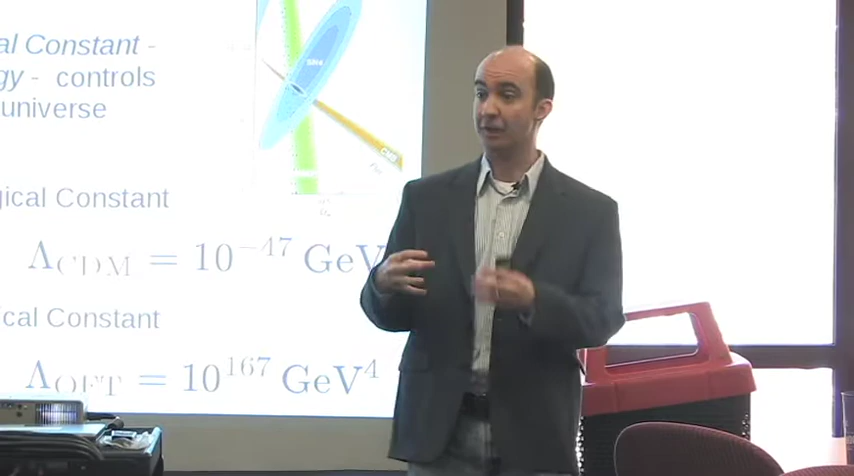 al Constant -
gy - controls
universe
SNe
CMB
gical Constant
Λ_CDM = 10^-47 GeV
ical Constant
Λ_QFT = 10^167 GeV^4